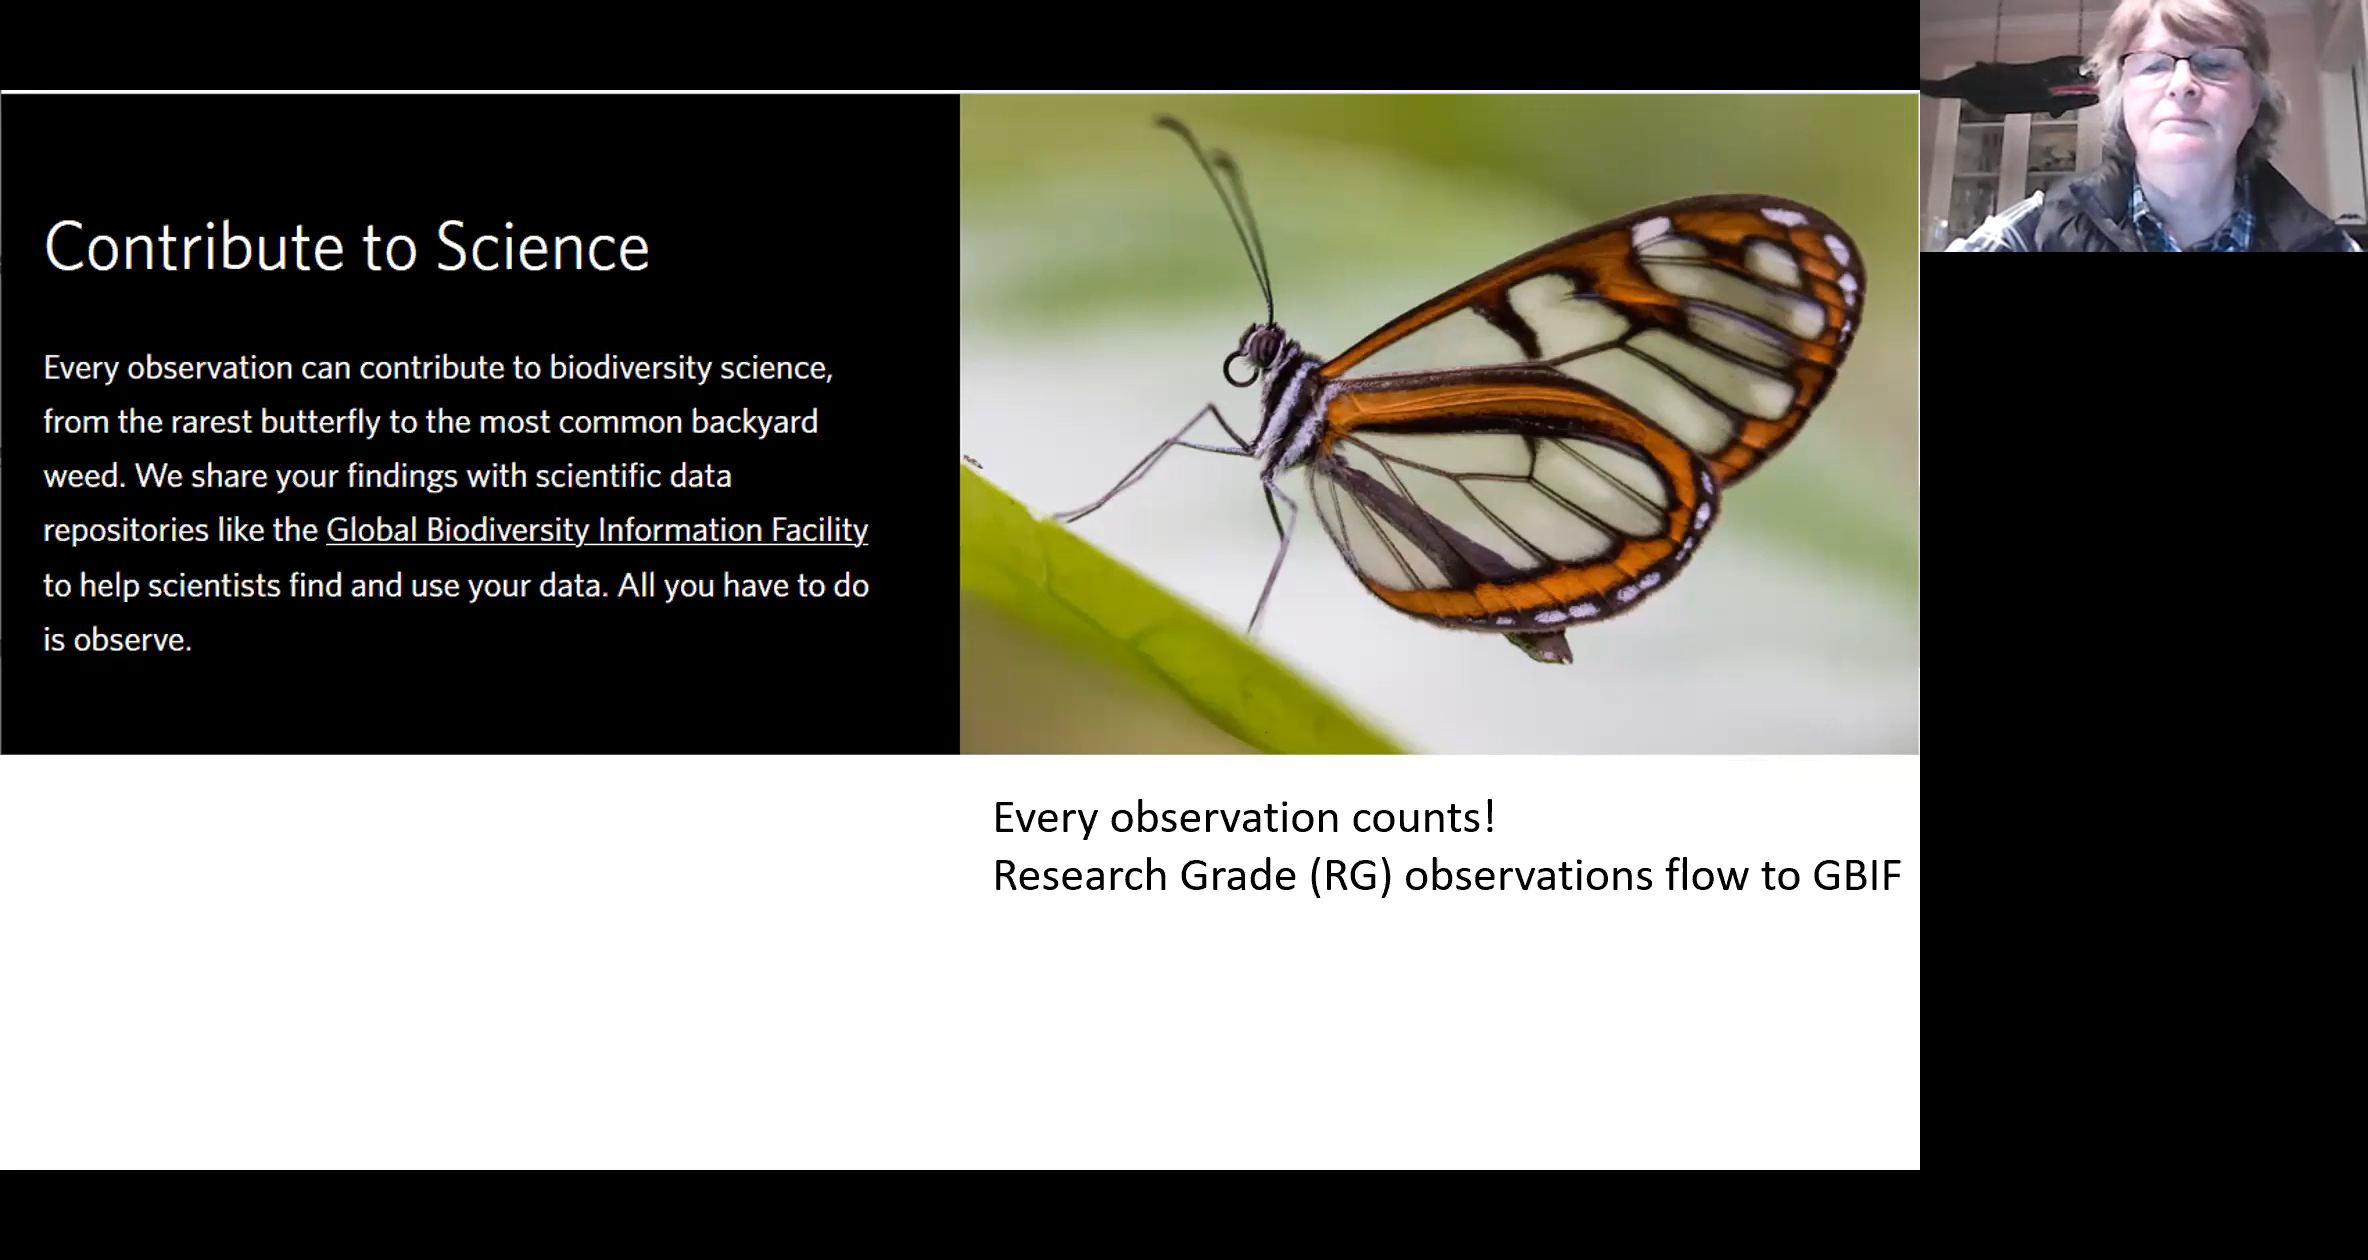 Contribute to Science
Every observation can contribute to biodiversity science,
from the rarest butterfly to the most common backyard
weed. We share your findings with scientific data
repositories like the Global Biodiversity Information Facility
to help scientists find and use your data. All you have to do
is observe.
Every observation counts!
Research Grade (RG) observations flow to GBIF